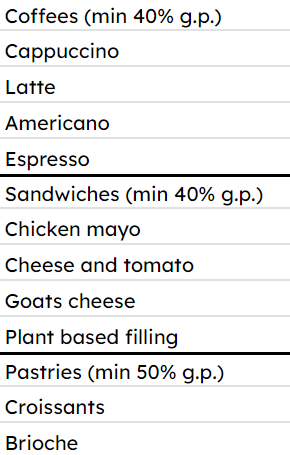 Coffees (min 40% g.p.)
Cappuccino
Latte
Americano
Espresso
Sandwiches (min 40% g.p.)
Chicken mayo
Cheese and tomato
Goats cheese
Plant based filling
Pastries (min 50% g.p.)
Croissants
Brioche